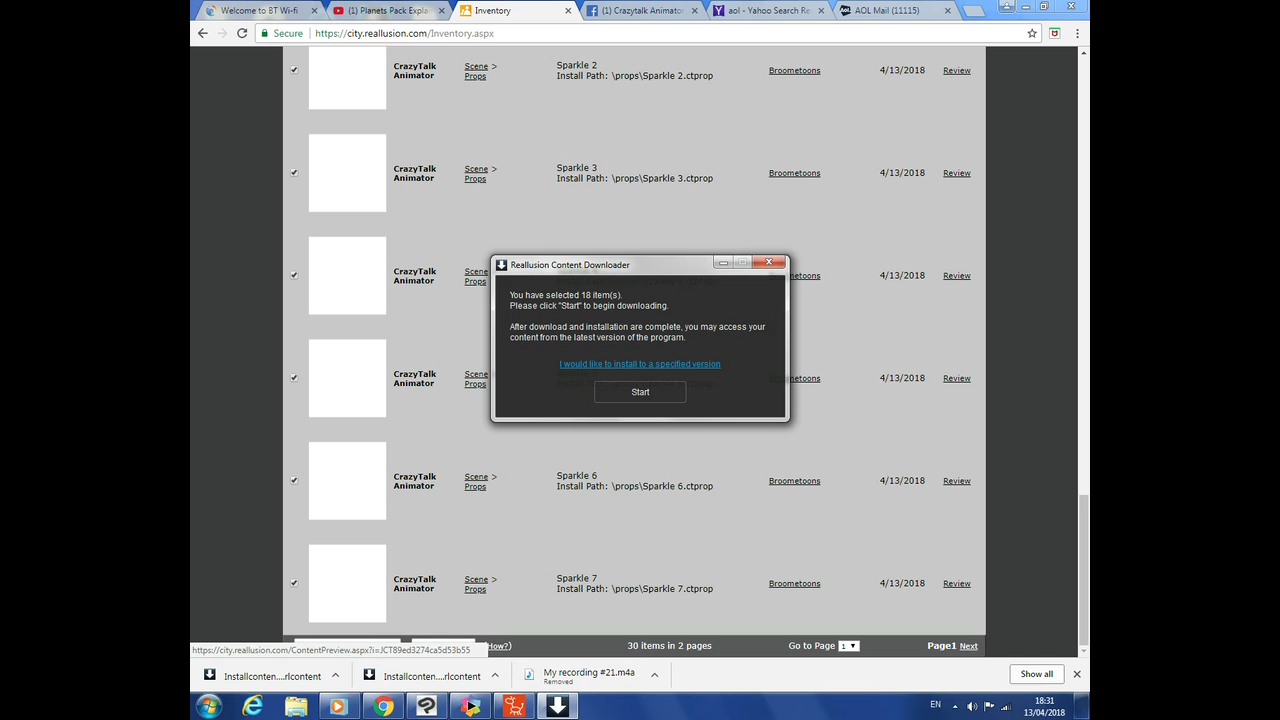 Welcome to BT Wi-fi
(1) Planets Pack Explain
Inventory
(1) Crazytalk Animator
aol - Yahoo Search Re
AOL Mail (11115)
Secure
https://city.reallusion.com/Inventory.aspx
CrazyTalk Animator
Scene > Props
Sparkle 2
Install Path: \props\Sparkle 2.ctprop
Broometoons
4/13/2018
Review
CrazyTalk Animator
Scene > Props
Sparkle 3
Install Path: \props\Sparkle 3.ctprop
Broometoons
4/13/2018
Review
CrazyTalk Animator
Scene
Props
Broometoons
4/13/2018
Review
Reallusion Content Downloader
You have selected 18 item(s).
Please click "Start" to begin downloading.
After download and installation are complete, you may access your
content from the latest version of the program.
I would like to install to a specified version
Start
CrazyTalk Animator
Scene
Props
Broometoons
4/13/2018
Review
CrazyTalk Animator
Scene > Props
Sparkle 6
Install Path: \props\Sparkle 6.ctprop
Broometoons
4/13/2018
Review
CrazyTalk Animator
Scene > Props
Sparkle 7
Install Path: \props\Sparkle 7.ctprop
Broometoons
4/13/2018
Review
(How?)
30 items in 2 pages
Go to Page 1
Page1 Next
https://city.reallusion.com/ContentPreview.aspx?i=JCT89ed3274ca5d53b55
Installconten....rlcontent
Installconten....rlcontent
My recording #21.m4a
Removed
Show all
EN
18:31
13/04/2018